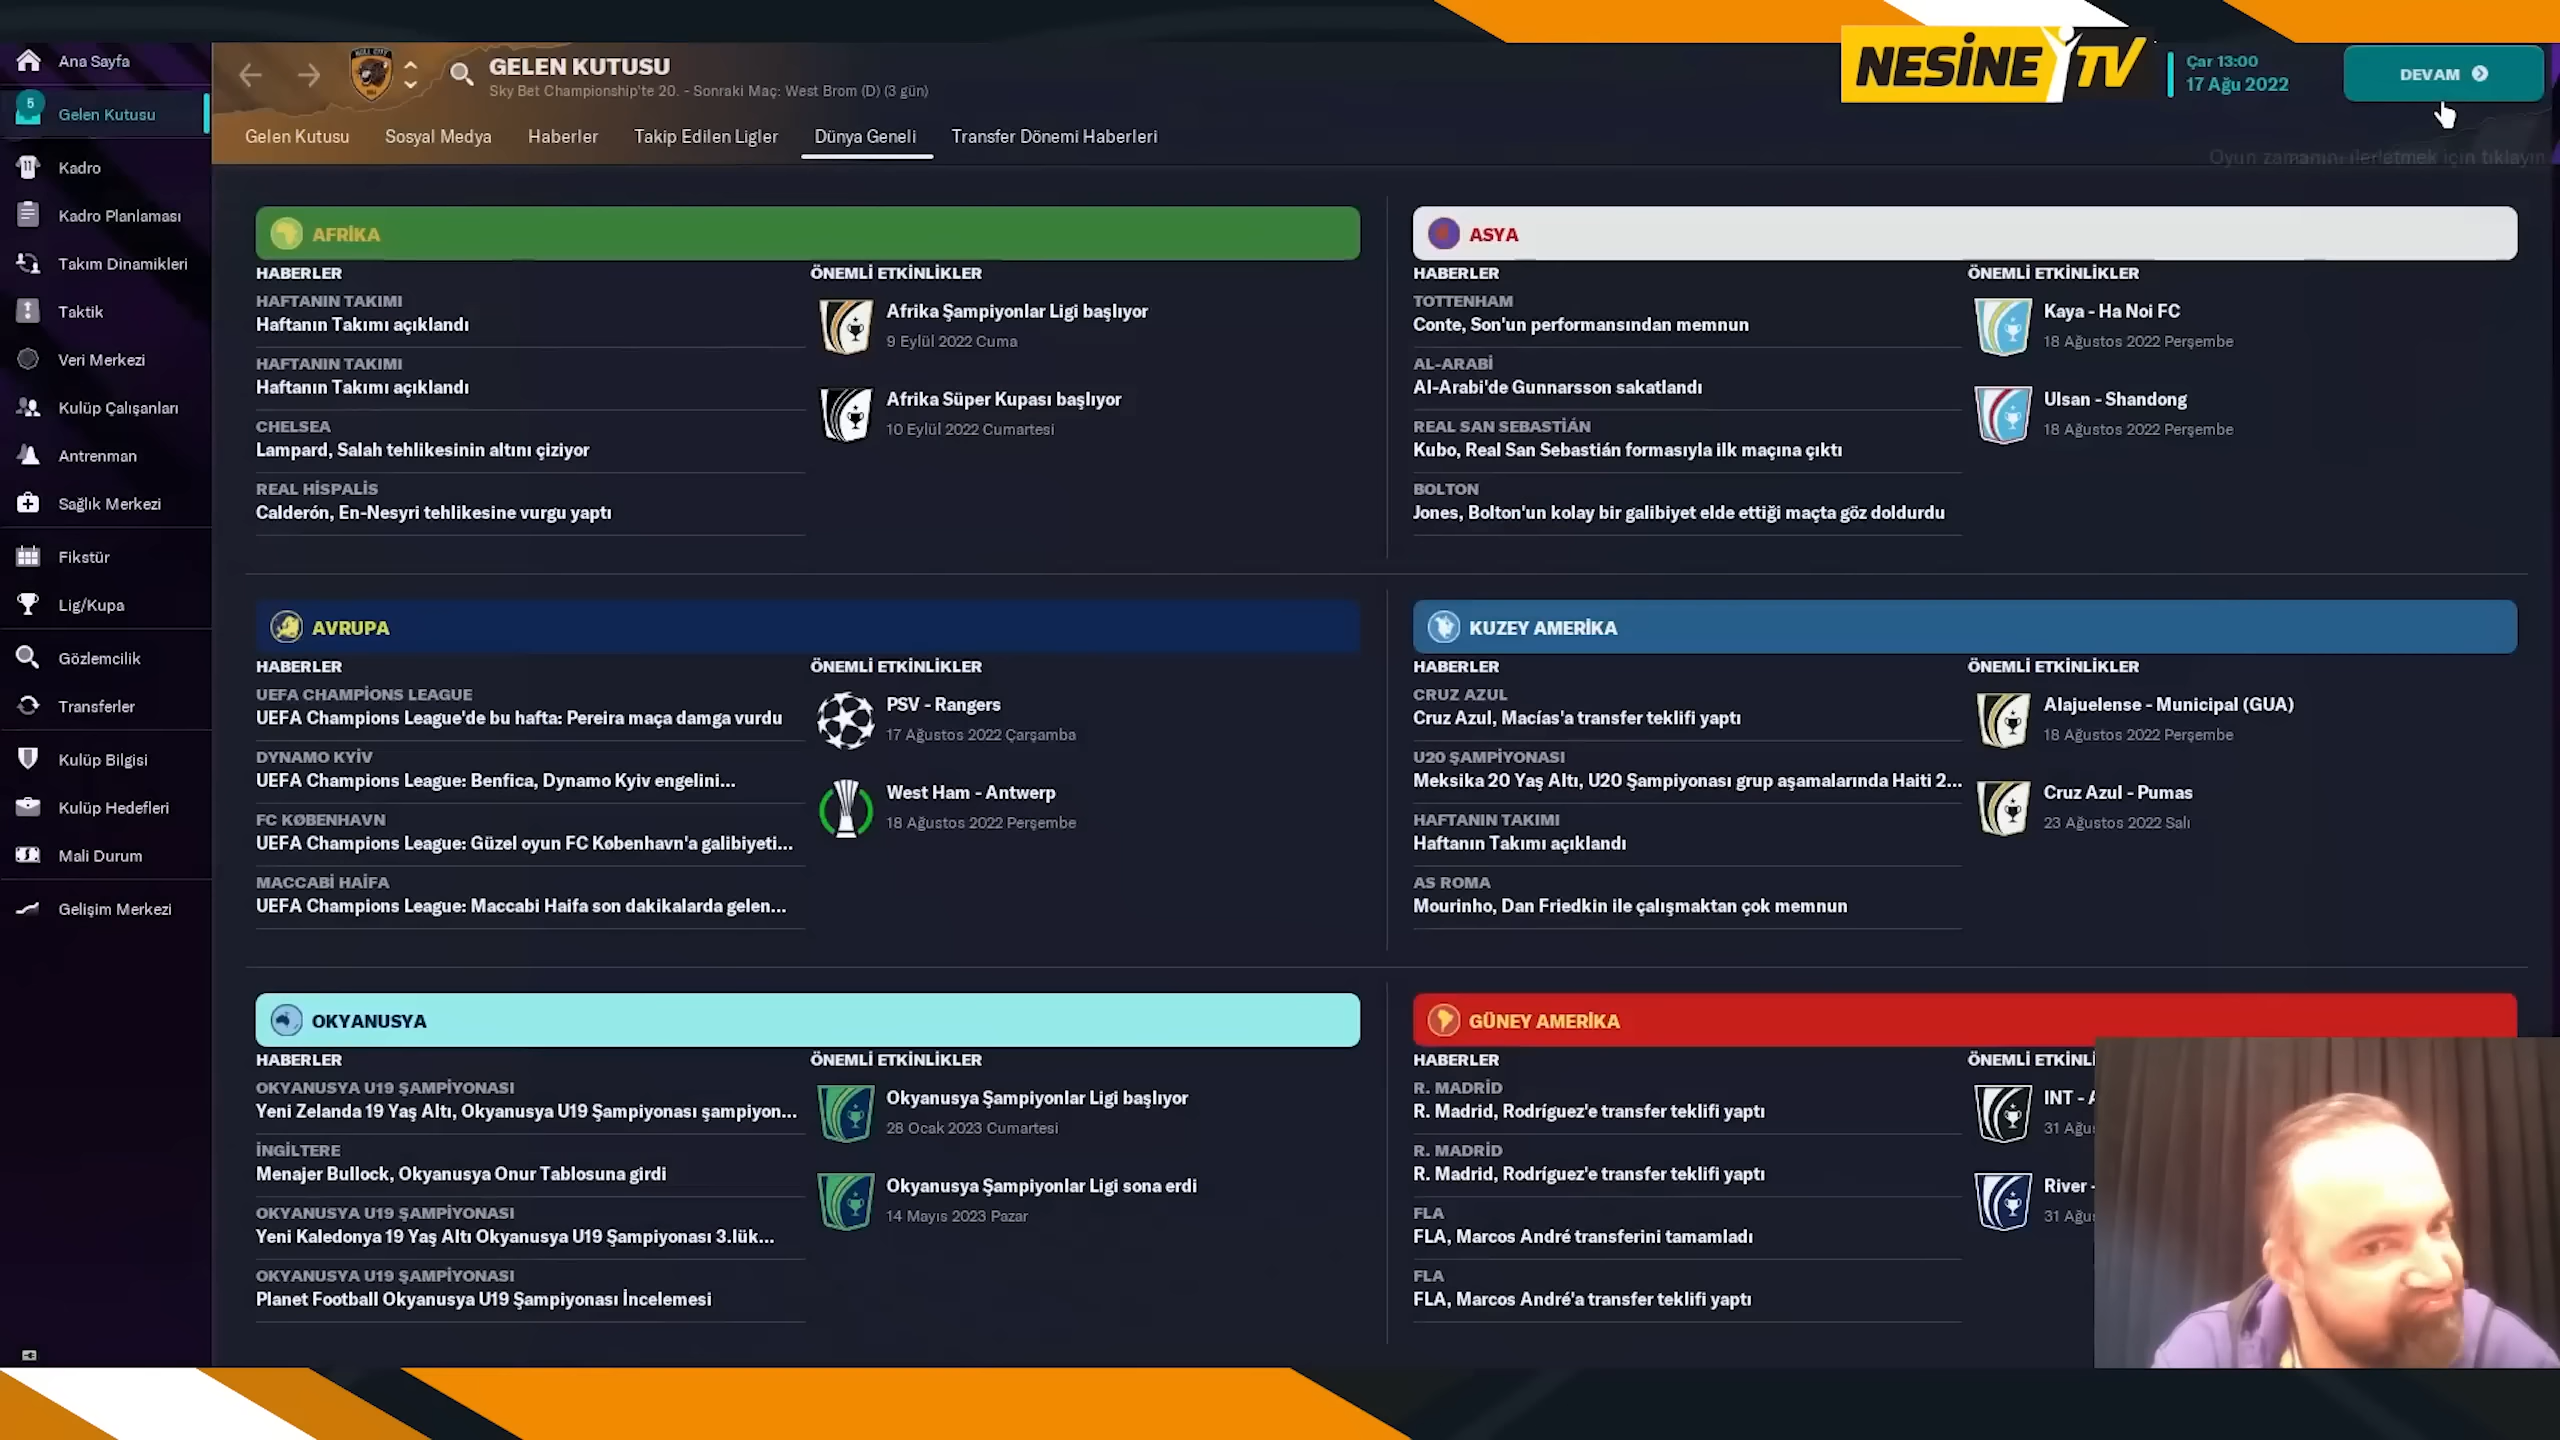 Ana Sayfa
5
Gelen Kutusu
Kadro
Kadro Planlaması
Takım Dinamikleri
Taktik
Veri Merkezi
Kulüp Çalışanları
Antrenman
Sağlık Merkezi
Fikstür
Lig/Kupa
Gözlemcilik
Transferler
Kulüp Bilgisi
Kulüp Hedefleri
Mali Durum
Gelişim Merkezi
GELEN KUTUSU
Sky Bet Championship'te 20. - Sonraki Maç: West Brom (D) (3 gün)
NESİNE TV
Çar 13:00
17 Ağu 2022
DEVAM
Oyun zamanını ilerletmek için tıklayın
Gelen Kutusu
Sosyal Medya
Haberler
Takip Edilen Ligler
Dünya Geneli
Transfer Dönemi Haberleri
AFRİKA
HABERLER
HAFTANIN TAKIMI
Haftanın Takımı açıklandı
HAFTANIN TAKIMI
Haftanın Takımı açıklandı
CHELSEA
Lampard, Salah tehlikesinin altını çiziyor
REAL HİSPALİS
Calderón, En-Nesyri tehlikesine vurgu yaptı
ÖNEMLİ ETKİNLİKLER
Afrika Şampiyonlar Ligi başlıyor
9 Eylül 2022 Cuma
Afrika Süper Kupası başlıyor
10 Eylül 2022 Cumartesi
ASYA
HABERLER
TOTTENHAM
Conte, Son'un performansından memnun
AL-ARABİ
Al-Arabi'de Gunnarsson sakatlandı
REAL SAN SEBASTIÁN
Kubo, Real San Sebastián formasıyla ilk maçına çıktı
BOLTON
Jones, Bolton'un kolay bir galibiyet elde ettiği maçta göz doldurdu
ÖNEMLİ ETKİNLİKLER
Kaya - Ha Noi FC
18 Ağustos 2022 Perşembe
Ulsan - Shandong
18 Ağustos 2022 Perşembe
AVRUPA
HABERLER
UEFA CHAMPİONS LEAGUE
UEFA Champions League'de bu hafta: Pereira maça damga vurdu
DYNAMO KYİV
UEFA Champions League: Benfica, Dynamo Kyiv engelini...
FC KØBENHAVN
UEFA Champions League: Güzel oyun FC København'a galibiyeti...
MACCABİ HAİFA
UEFA Champions League: Maccabi Haifa son dakikalarda gelen...
ÖNEMLİ ETKİNLİKLER
PSV - Rangers
17 Ağustos 2022 Çarşamba
West Ham - Antwerp
18 Ağustos 2022 Perşembe
KUZEY AMERİKA
HABERLER
CRUZ AZUL
Cruz Azul, Macías'a transfer teklifi yaptı
U20 ŞAMPİYONASI
Meksika 20 Yaş Altı, U20 Şampiyonası grup aşamalarında Haiti 2...
HAFTANIN TAKIMI
Haftanın Takımı açıklandı
AS ROMA
Mourinho, Dan Friedkin ile çalışmaktan çok memnun
ÖNEMLİ ETKİNLİKLER
Alajuelense - Municipal (GUA)
18 Ağustos 2022 Perşembe
Cruz Azul - Pumas
23 Ağustos 2022 Salı
OKYANUSYA
HABERLER
OKYANUSYA U19 ŞAMPİYONASI
Yeni Zelanda 19 Yaş Altı, Okyanusya U19 Şampiyonası şampiyon...
İNGİLTERE
Menajer Bullock, Okyanusya Onur Tablosuna girdi
OKYANUSYA U19 ŞAMPİYONASI
Yeni Kaledonya 19 Yaş Altı Okyanusya U19 Şampiyonası 3.lük...
OKYANUSYA U19 ŞAMPİYONASI
Planet Football Okyanusya U19 Şampiyonası İncelemesi
ÖNEMLİ ETKİNLİKLER
Okyanusya Şampiyonlar Ligi başlıyor
28 Ocak 2023 Cumartesi
Okyanusya Şampiyonlar Ligi sona erdi
14 Mayıs 2023 Pazar
GÜNEY AMERİKA
HABERLER
R. MADRİD
R. Madrid, Rodríguez'e transfer teklifi yaptı
R. MADRİD
R. Madrid, Rodríguez'e transfer teklifi yaptı
FLA
FLA, Marcos André transferini tamamladı
FLA
FLA, Marcos André'a transfer teklifi yaptı
ÖNEMLİ ETKİNLİ
INT -
31 Ağu
River -
31 Ağu